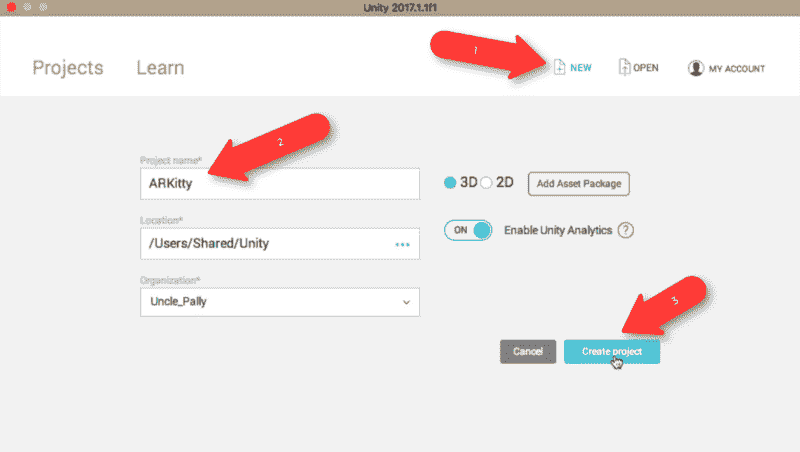 Unity 2017.1.1f1
Projects Learn
1
NEW OPEN MY ACCOUNT
2
Project name*
ARKitty
3D 2D Add Asset Package
Location*
/Users/Shared/Unity
ON Enable Unity Analytics ?
Organization*
Uncle_Pally
3
Cancel Create project